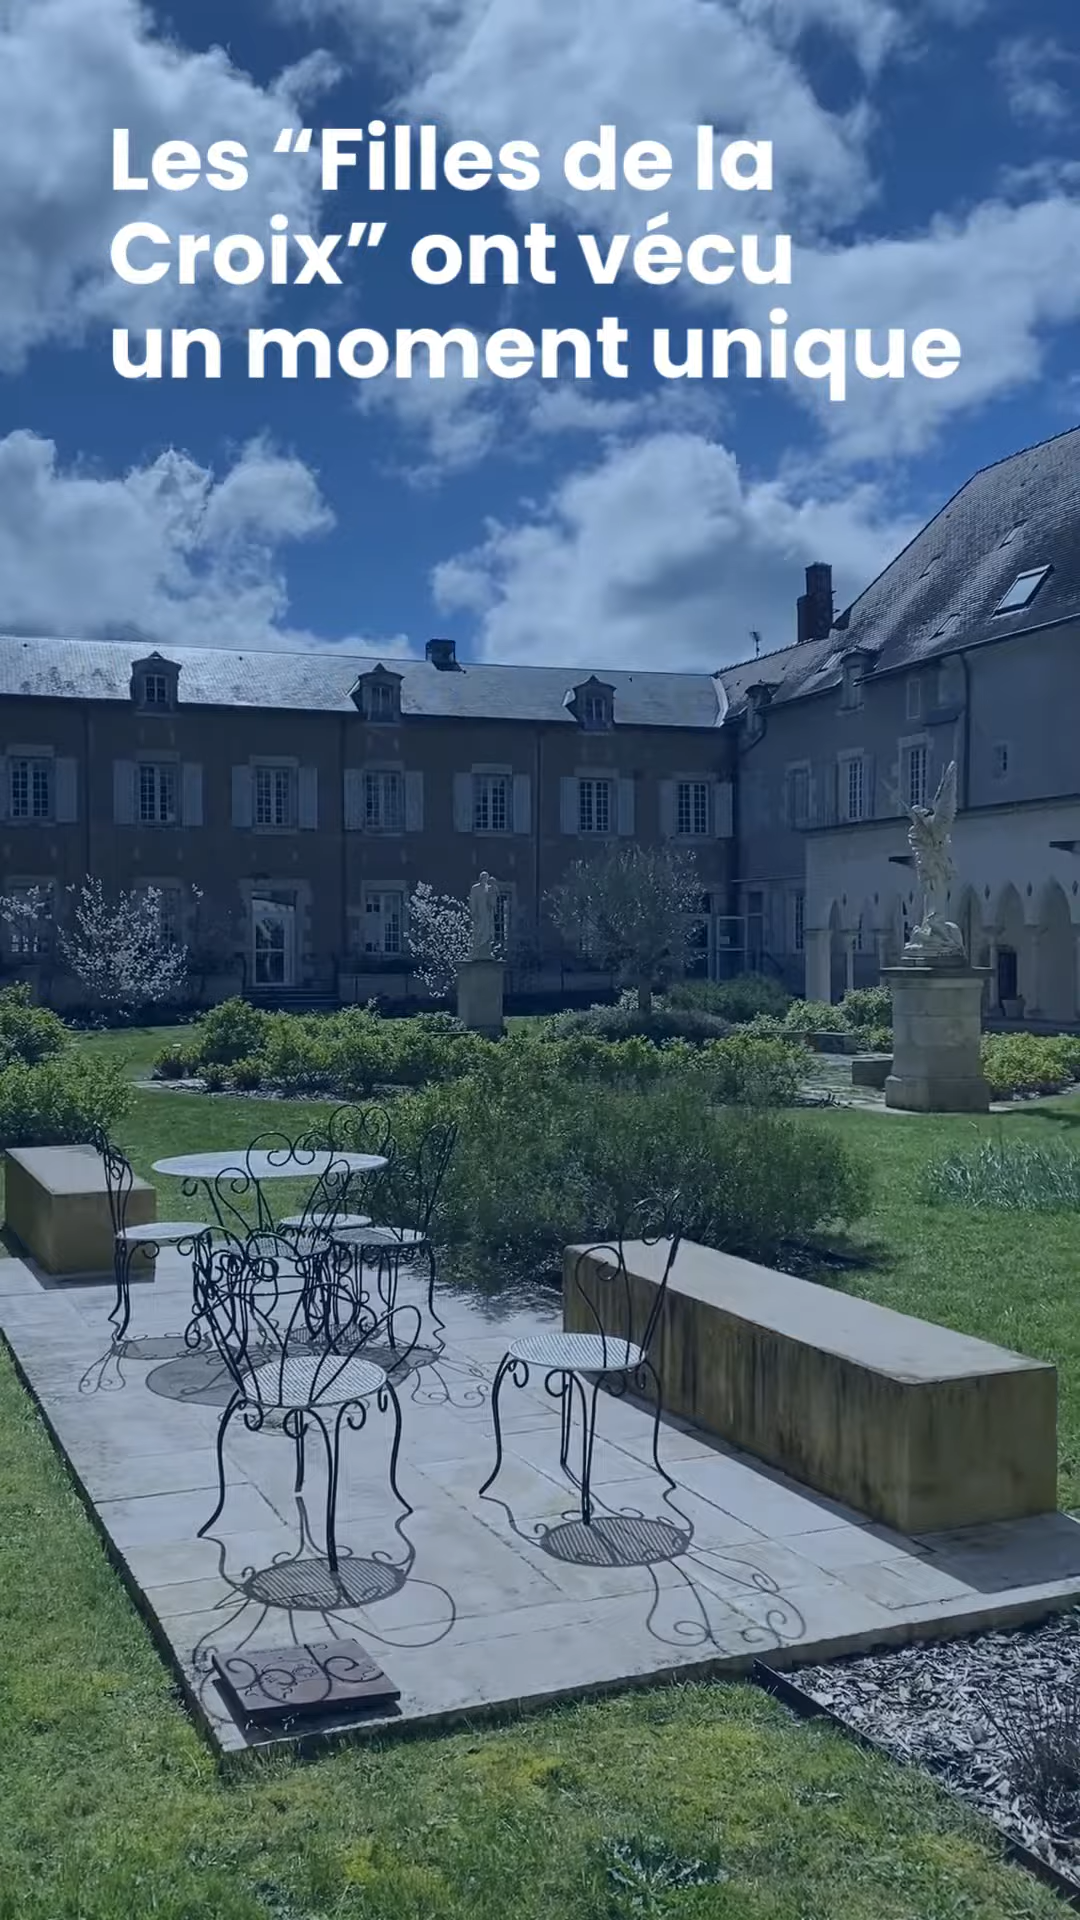 Les “Filles de la
Croix” ont vécu
un moment unique